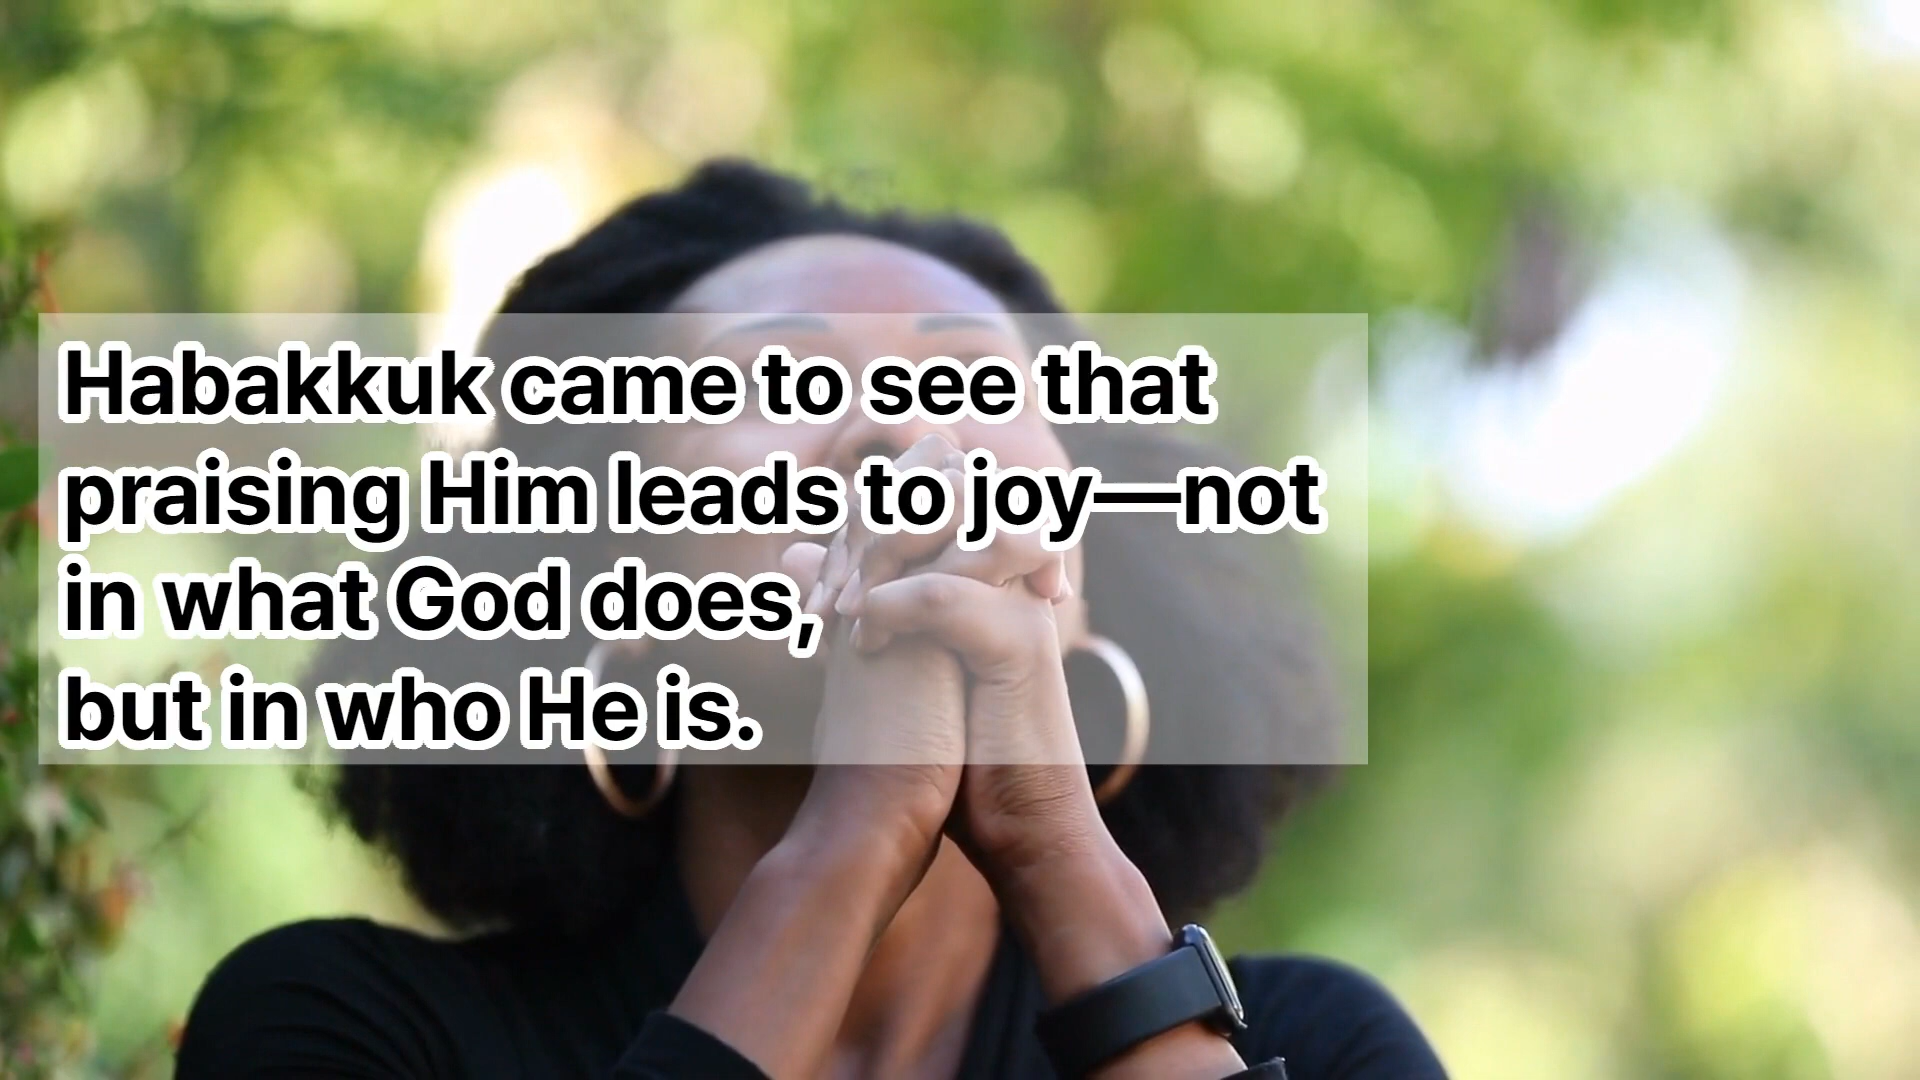 Habakkuk came to see that
praising Him leads to joy—not
in what God does,
but in who He is.